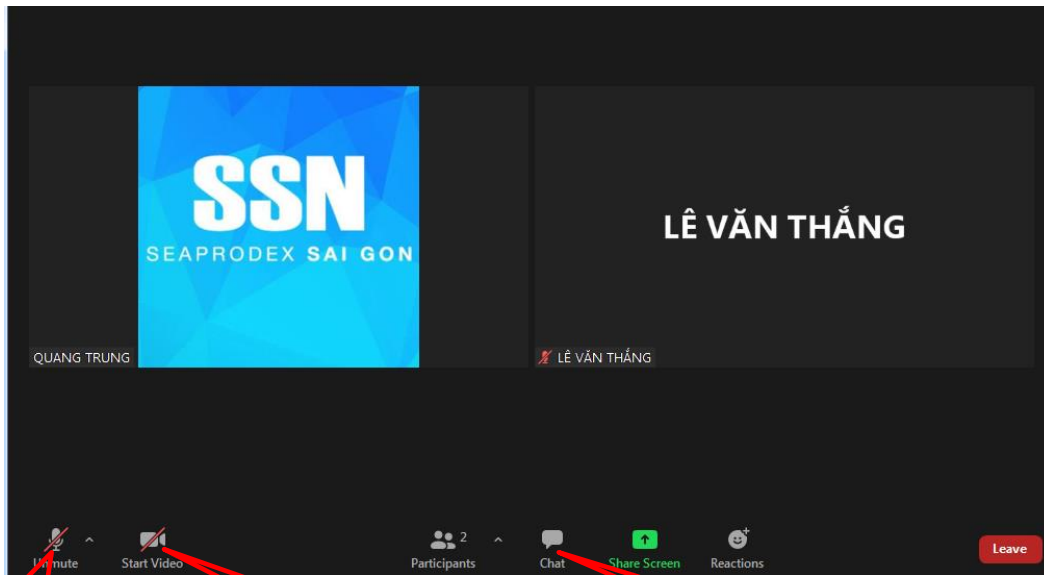 SSN
SEAPRODEX SAI GON
LÊ VĂN THẮNG
QUANG TRUNG
LÊ VĂN THẮNG
2
Unmute
Start Video
Participants
Chat
Share Screen
Reactions
Leave